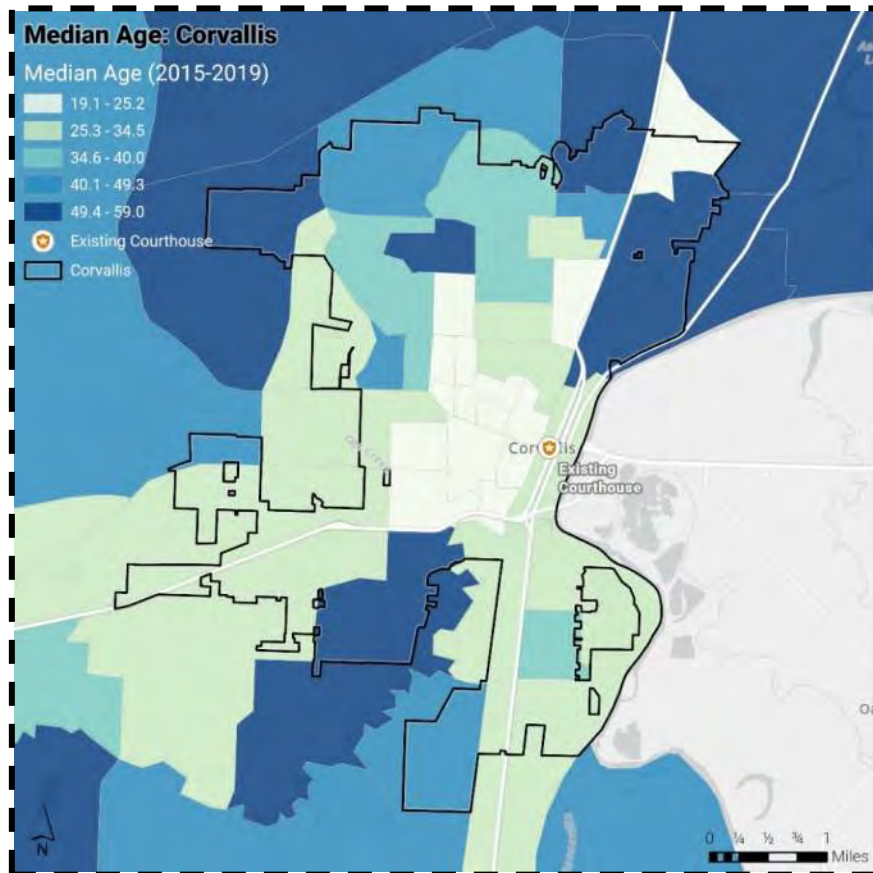 Median Age: Corvallis
Median Age (2015-2019)
19.1 - 25.2
25.3 - 34.5
34.6 - 40.0
40.1 - 49.3
49.4 - 59.0
Existing Courthouse
Corvallis
Existing
Courthouse
N
0 ¼ ½ ¾ 1
Miles